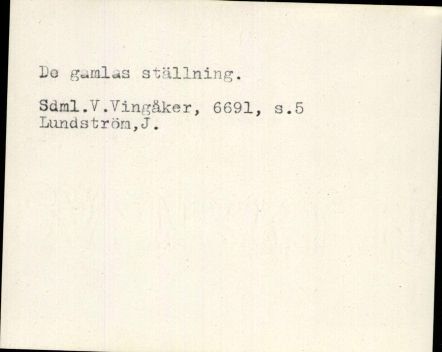 De gamlas ställning.
Sdml.V.Vingåker, 6691, s.5
Lundström,J.